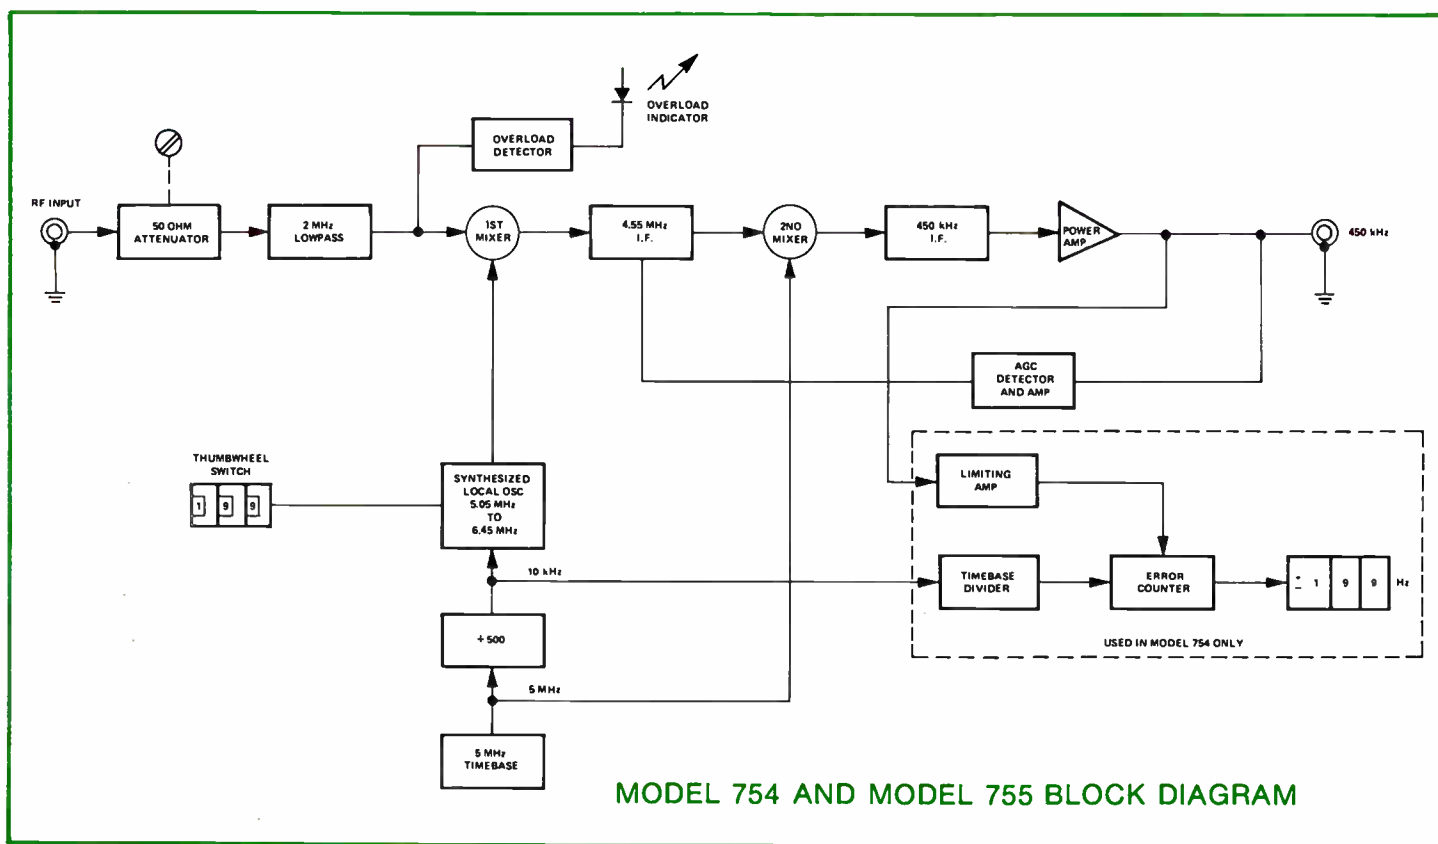 OVERLOAD
INDICATOR
OVERLOAD
DETECTOR
RF INPUT
50 OHM
ATTENUATOR
2 MHz
LOWPASS
1ST
MIXER
4.55 MHz
I.F.
2NO
MIXER
450 kHz
I.F.
POWER
AMP
450 kHz
AGC
DETECTOR
AND AMP
THUMBWHEEL
SWITCH
1 9 9
SYNTHESIZED
LOCAL OSC
5.05 MHz
TO
6.45 MHz
LIMITING
AMP
10 kHz
TIMEBASE
DIVIDER
ERROR
COUNTER
± 1 9 9 Hz
USED IN MODEL 754 ONLY
÷ 500
5 MHz
5 MHz
TIMEBASE
MODEL 754 AND MODEL 755 BLOCK DIAGRAM